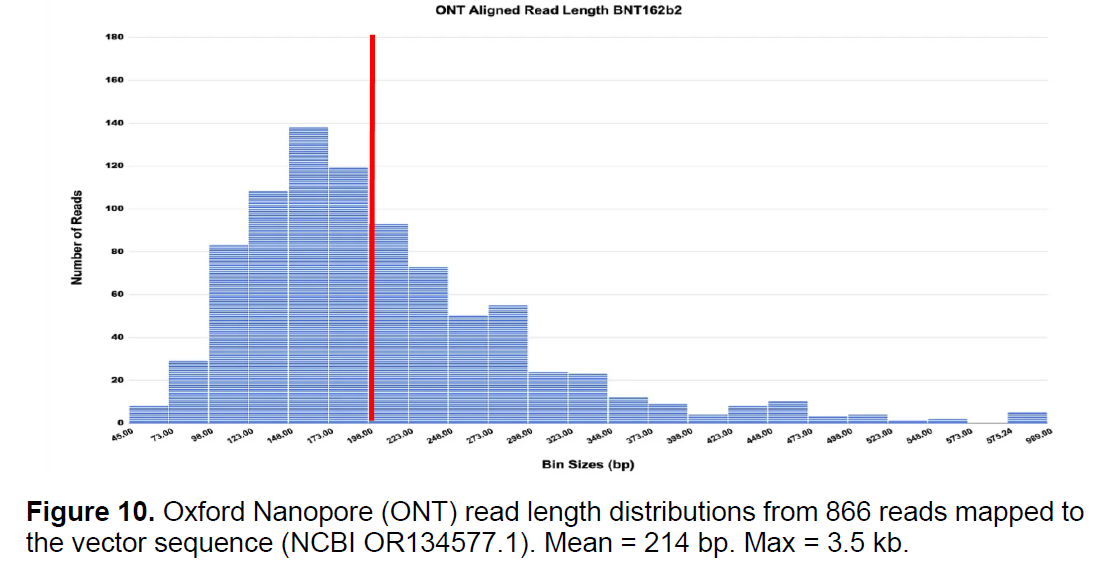 ONT Aligned Read Length BNT162b2
180
160
140
120
100
80
60
40
20
0
Number of Reads
45.00 73.00 98.00 123.00 148.00 173.00 198.00 223.00 248.00 273.00 298.00 323.00 348.00 373.00 398.00 423.00 448.00 473.00 498.00 523.00 548.00 573.00 575.24 969.80
Bin Sizes (bp)
Figure 10. Oxford Nanopore (ONT) read length distributions from 866 reads mapped to
the vector sequence (NCBI OR134577.1). Mean = 214 bp. Max = 3.5 kb.